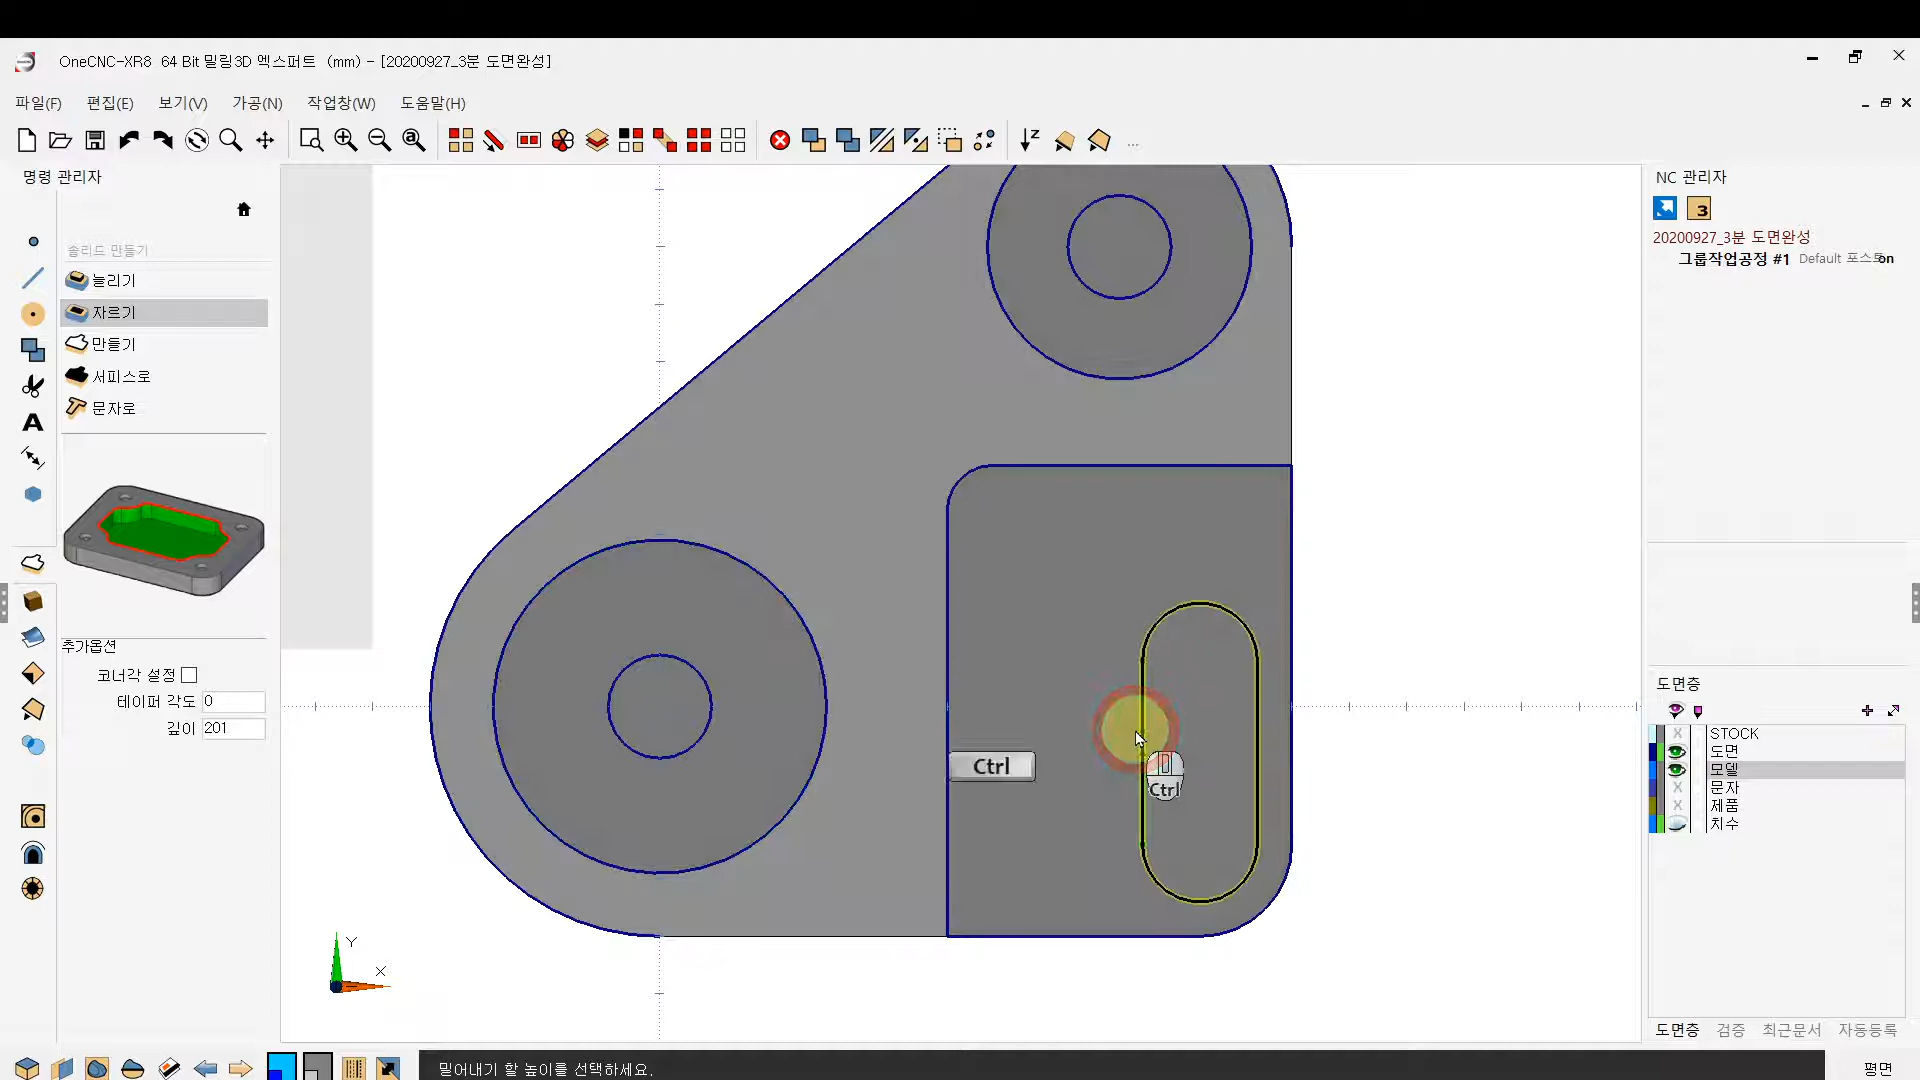 OneCNC-XR8 64 Bit 밀링3D 엑스퍼트 (mm) - [20200927_3분 도면완성]
파일(F) 편집(E) 보기(V) 가공(N) 작업창(W) 도움말(H)
명령 관리자
솔리드 만들기
늘리기
자르기
만들기
서피스로
문자로
추가옵션
코너각 설정
테이퍼 각도 0
깊이 201
Ctrl
Ctrl
Y
X
NC 관리자
3
20200927_3분 도면완성
그룹작업공정 #1 Default on
도면층
STOCK
도면
모델
문자
제품
치수
도면층 검증 최근문서 자동등록
밀어내기 할 높이를 선택하세요.
평면